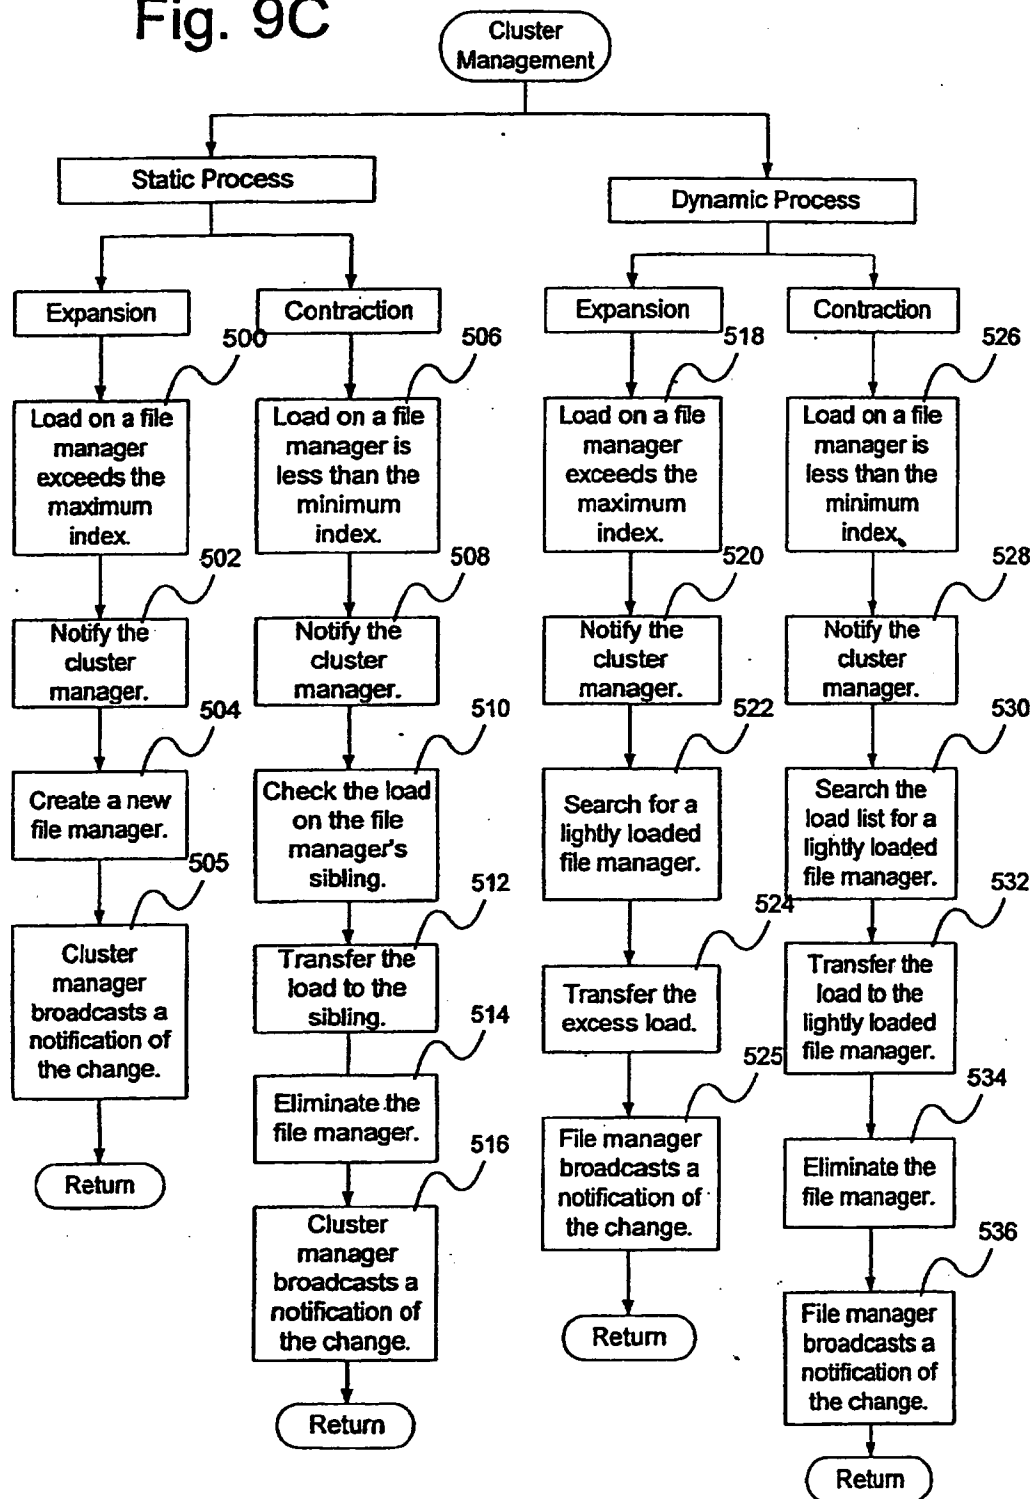 Fig. 9C
Cluster
Management
Static Process
Dynamic Process
Expansion
Contraction
Expansion
Contraction
500
Load on a file
manager
exceeds the
maximum
index.
502
Notify the
cluster
manager.
504
Create a new
file manager.
505
Cluster
manager
broadcasts a
notification of
the change.
Return
506
Load on a file
manager is
less than the
minimum
index.
508
Notify the
cluster
manager.
510
Check the load
on the file
manager's
sibling.
512
Transfer the
load to the
sibling.
514
Eliminate the
file manager.
516
Cluster
manager
broadcasts a
notification of
the change.
Return
518
Load on a file
manager
exceeds the
maximum
index.
520
Notify the
cluster
manager.
522
Search for a
lightly loaded
file manager.
524
Transfer the
excess load.
525
File manager
broadcasts a
notification of
the change.
Return
526
Load on a file
manager is
less than the
minimum
index.
528
Notify the
cluster
manager.
530
Search the
load list for a
lightly loaded
file manager.
532
Transfer the
load to the
lightly loaded
file manager.
534
Eliminate the
file manager.
536
File manager
broadcasts a
notification of
the change.
Return